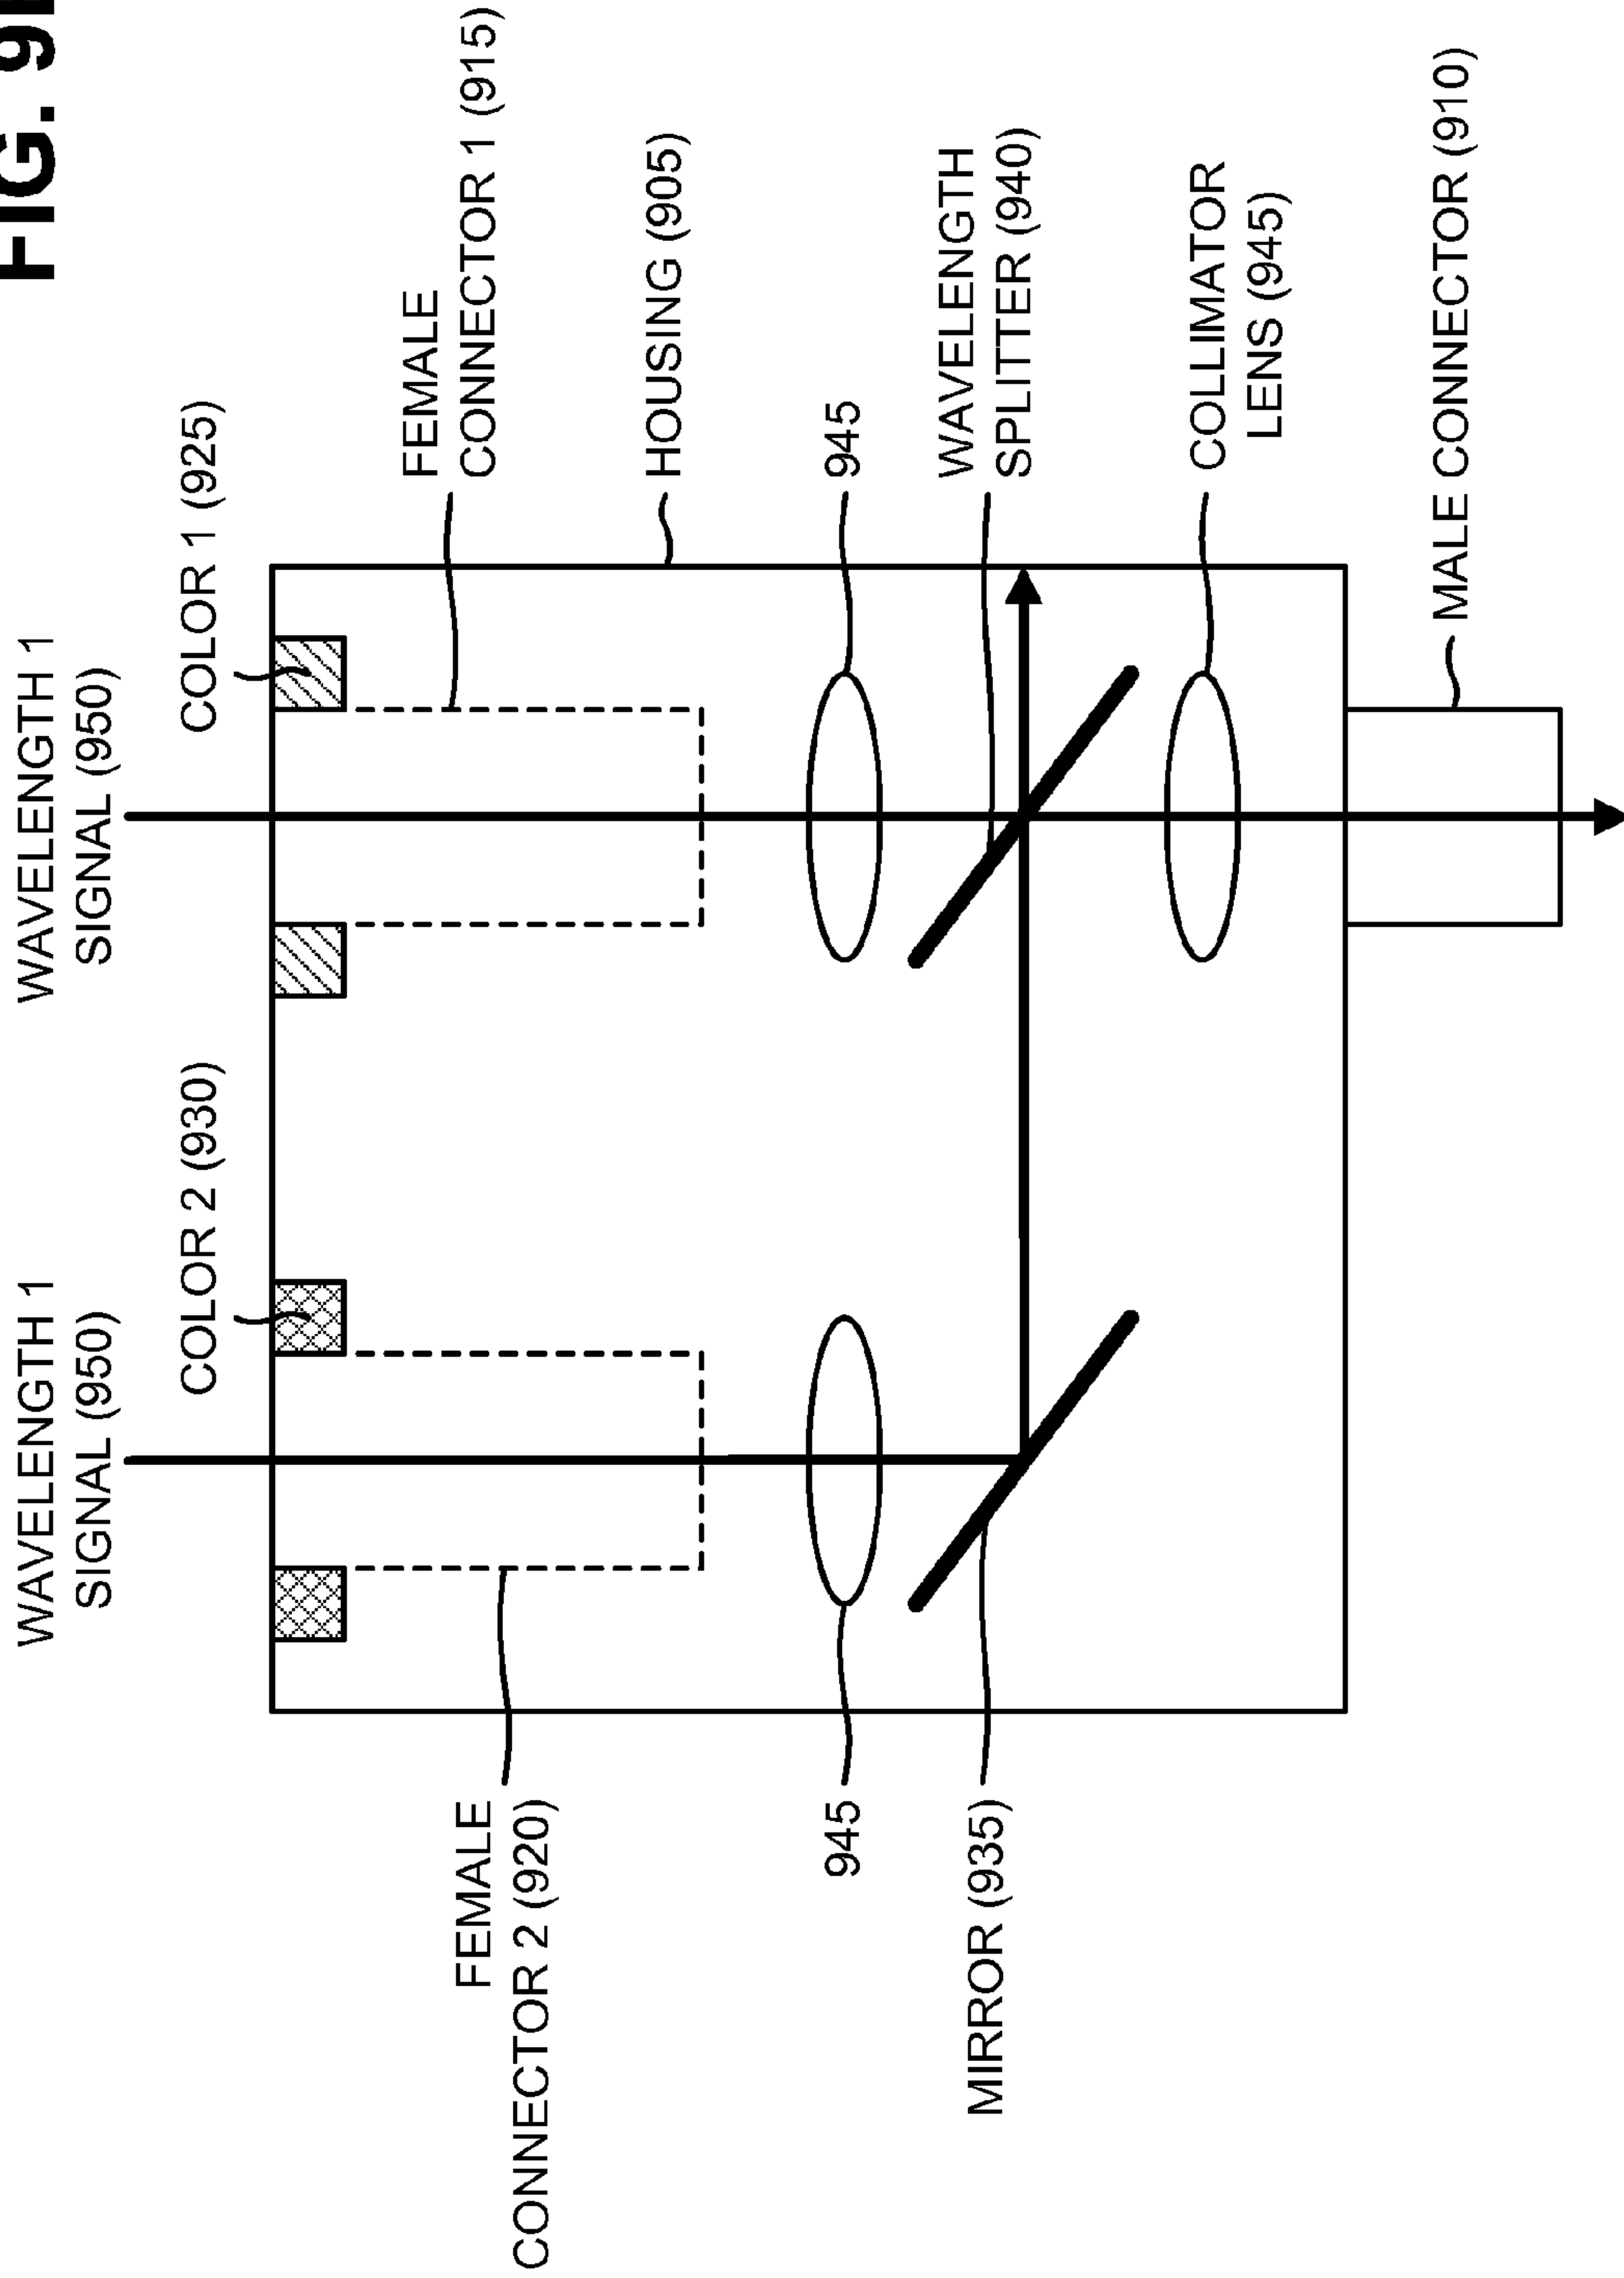 FIG. 9
WAVELENGTH 1
SIGNAL (950)
WAVELENGTH 1
SIGNAL (950)
COLOR 2 (930)
COLOR 1 (925)
FEMALE
CONNECTOR 1 (915)
FEMALE
CONNECTOR 2 (920)
HOUSING (905)
945
945
WAVELENGTH
SPLITTER (940)
MIRROR (935)
COLLIMATOR
LENS (945)
MALE CONNECTOR (910)